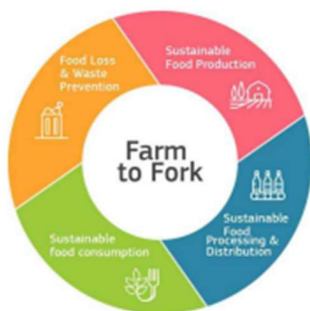 Food Loss
& Waste
Prevention
Sustainable
Food Production
Farm
to Fork
Sustainable
Food
Processing &
Distribution
Sustainable
food consumption